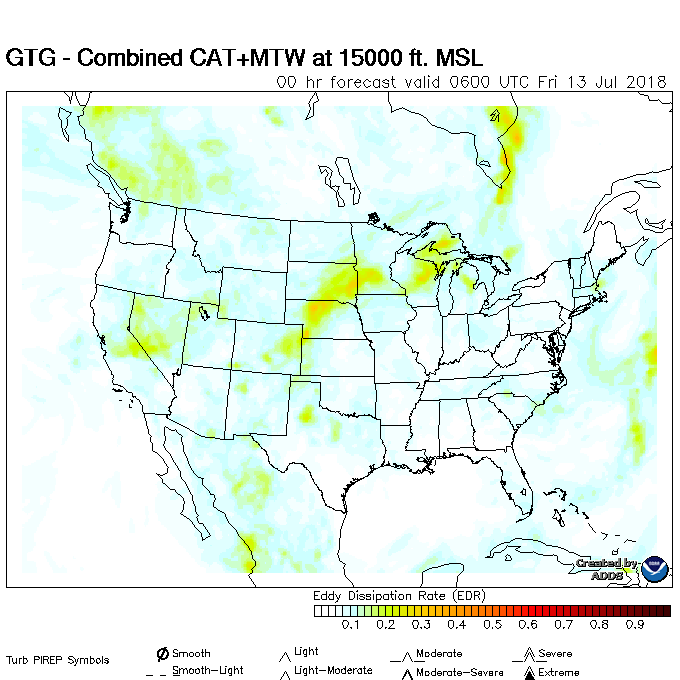 GTG - Combined CAT+MTW at 15000 ft. MSL
00 hr forecast valid 0600 UTC Fri 13 Jul 2018
Created by
ADDS
Eddy Dissipation Rate (EDR)
0.1 0.2 0.3 0.4 0.5 0.6 0.7 0.8 0.9
Turb PIREP Symbols
Smooth Light Moderate Severe
Smooth-Light Light-Moderate Moderate-Severe Extreme